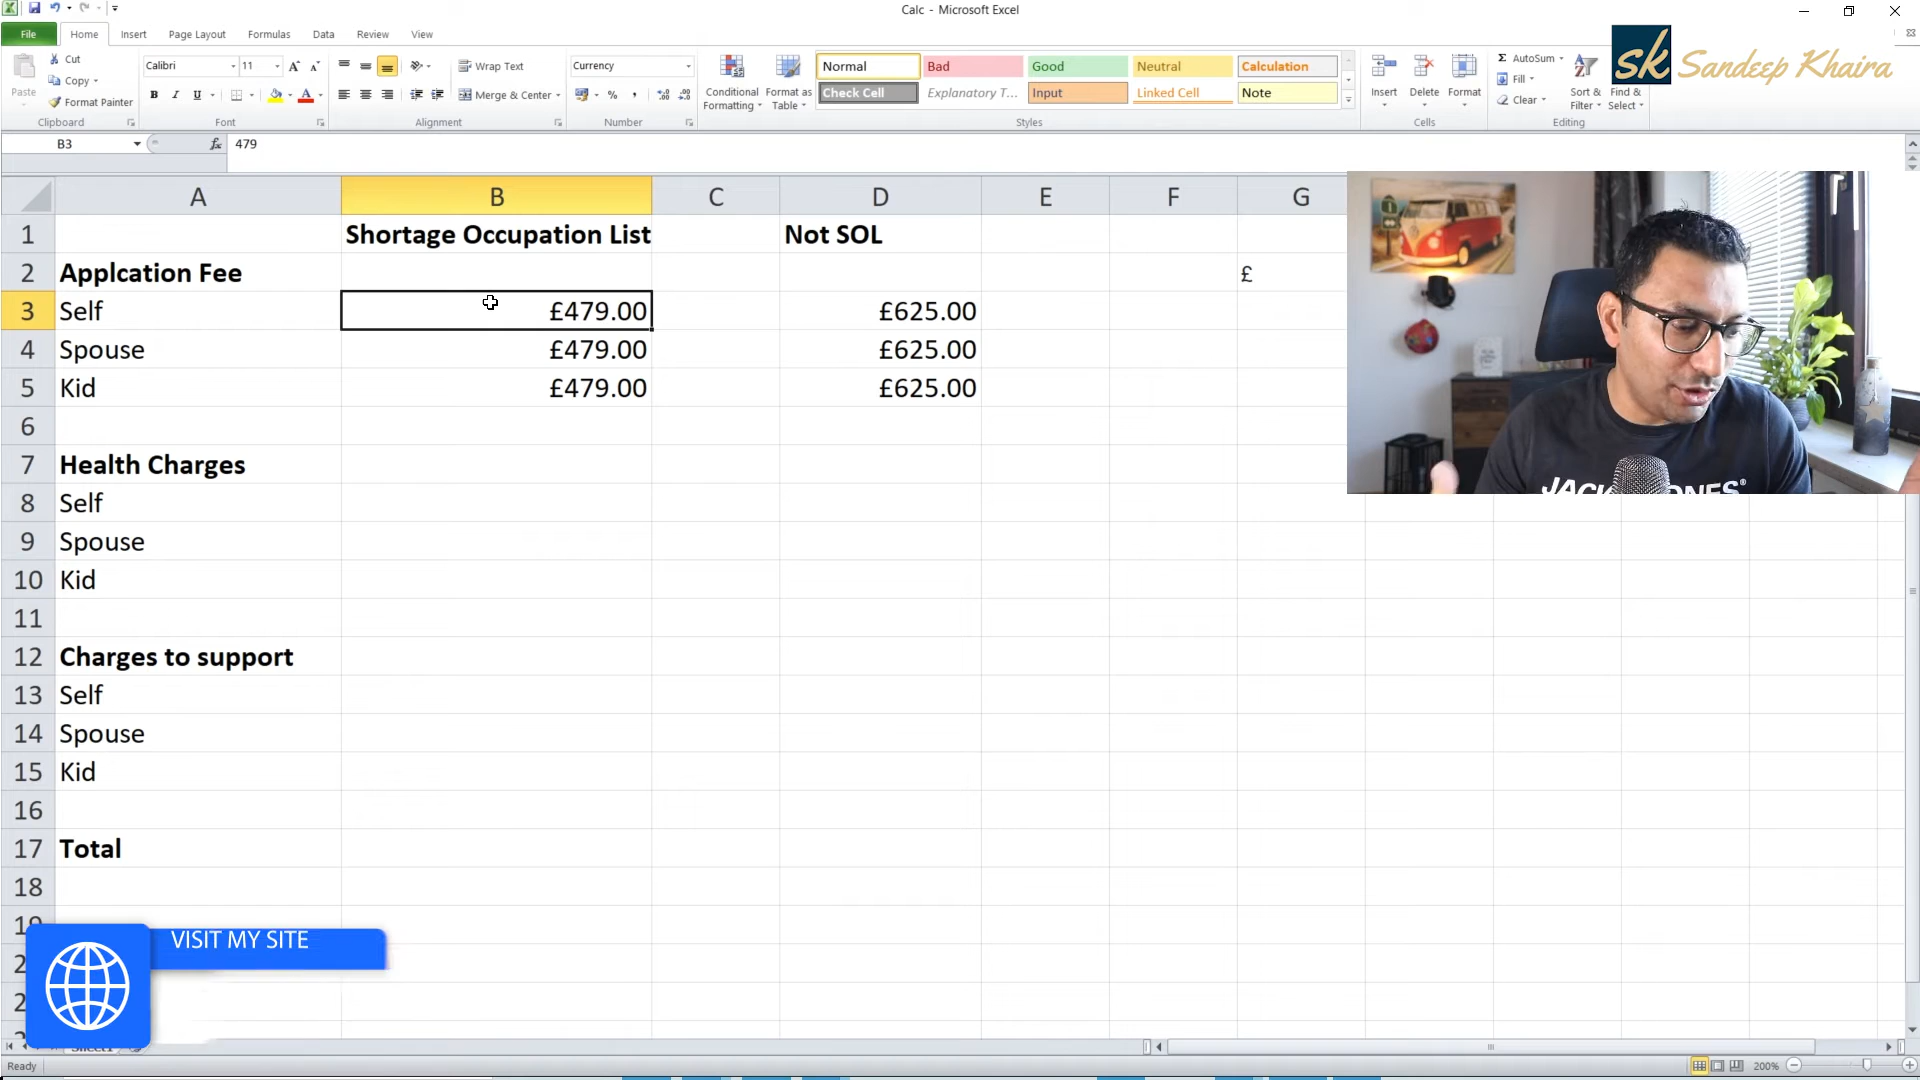 Calc - Microsoft Excel
File Home Insert Page Layout Formulas Data Review View
Cut
Copy
Format Painter
Paste
Clipboard
Calibri 11
B I U
Font
Wrap Text
Merge & Center
Alignment
Currency
Number
Conditional Formatting
Format as Table
Normal Bad Good Neutral Calculation
Check Cell Explanatory T... Input Linked Cell Note
Styles
Insert Delete Format
Cells
Σ AutoSum
Fill
Clear
Sort & Filter
Find & Select
Editing
sk Sandeep Khaira
B3 fx 479
A B C D E F G
1 Shortage Occupation List Not SOL
2 Applcation Fee £
3 Self £479.00 £625.00
4 Spouse £479.00 £625.00
5 Kid £479.00 £625.00
6
7 Health Charges
8 Self
9 Spouse
10 Kid
11
12 Charges to support
13 Self
14 Spouse
15 Kid
16
17 Total
18
VISIT MY SITE
Ready 200%